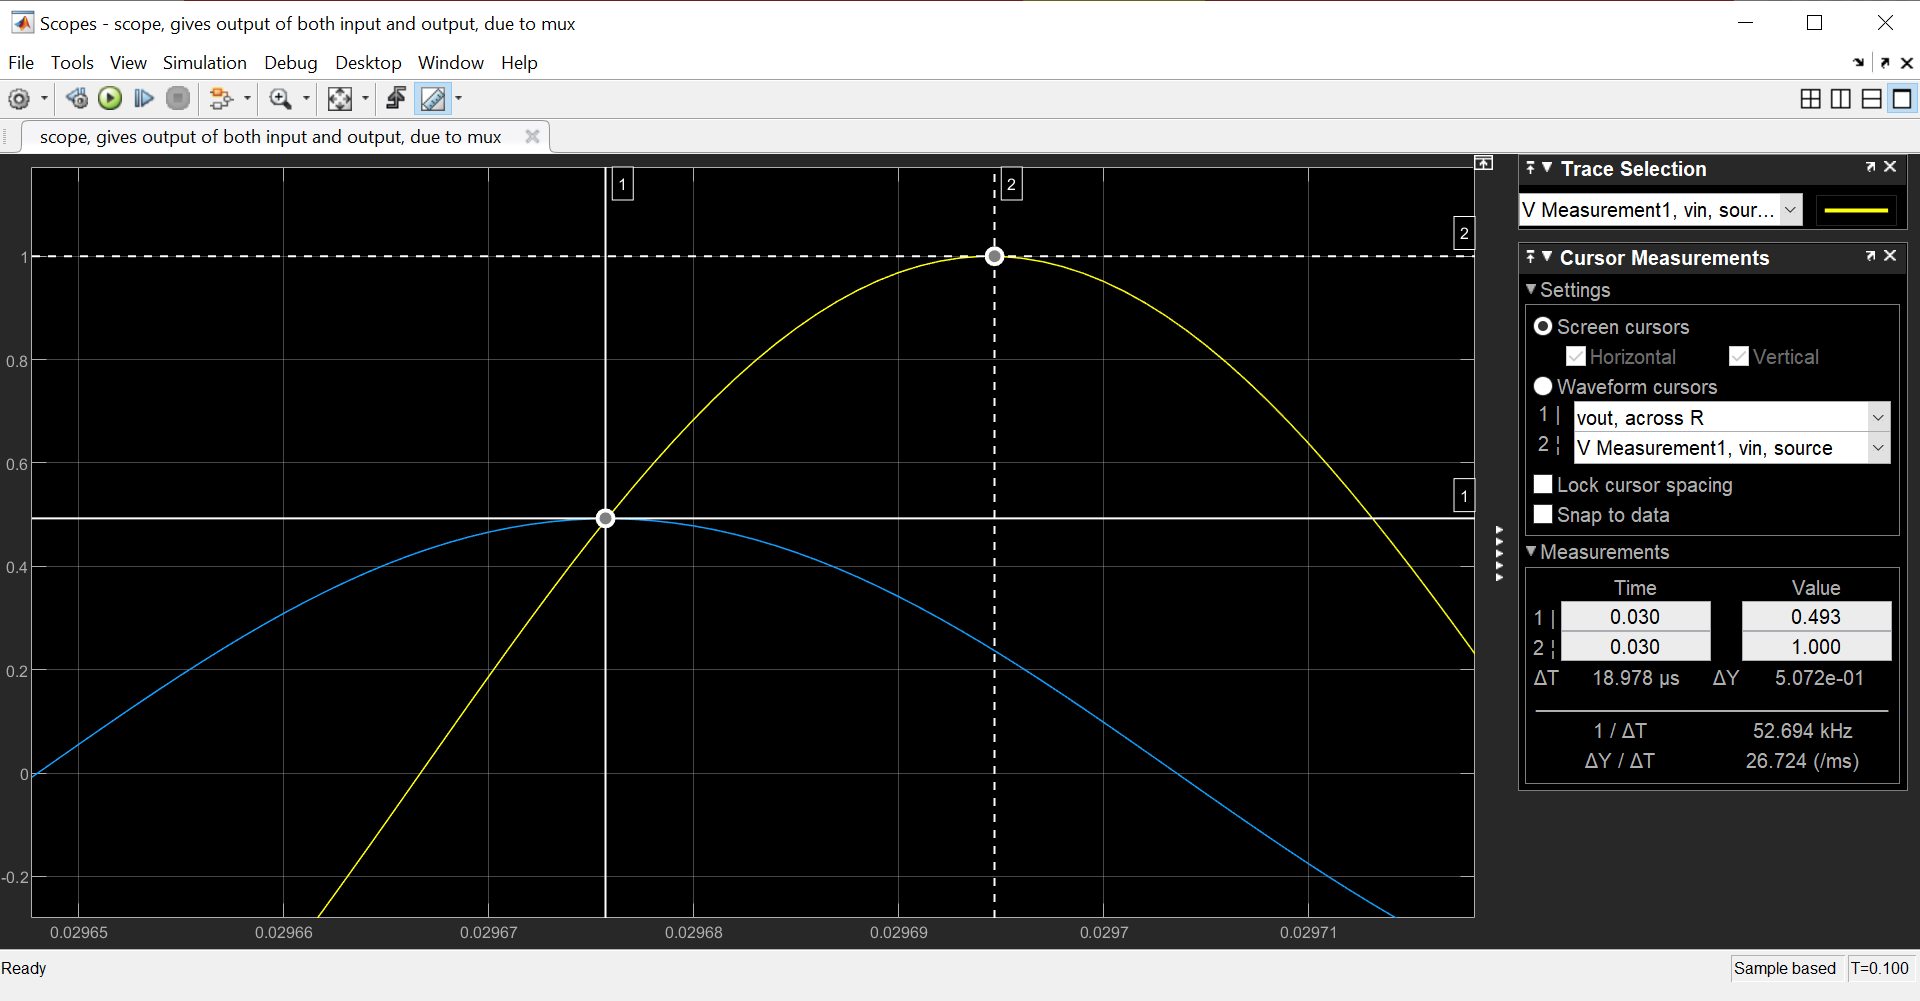 Scopes - scope, gives output of both input and output, due to mux
File Tools View Simulation Debug Desktop Window Help
scope, gives output of both input and output, due to mux
1
2
2
1
1
0.8
0.6
0.4
0.2
0
-0.2
0.02965 0.02966 0.02967 0.02968 0.02969 0.0297 0.02971
Trace Selection
V Measurement1, vin, sour...
Cursor Measurements
Settings
Screen cursors
Horizontal Vertical
Waveform cursors
1 | vout, across R
2 ¦ V Measurement1, vin, source
Lock cursor spacing
Snap to data
Measurements
Time Value
1 | 0.030 0.493
2 ¦ 0.030 1.000
ΔT 18.978 µs ΔY 5.072e-01
1 / ΔT 52.694 kHz
ΔY / ΔT 26.724 (/ms)
Ready
Sample based T=0.100